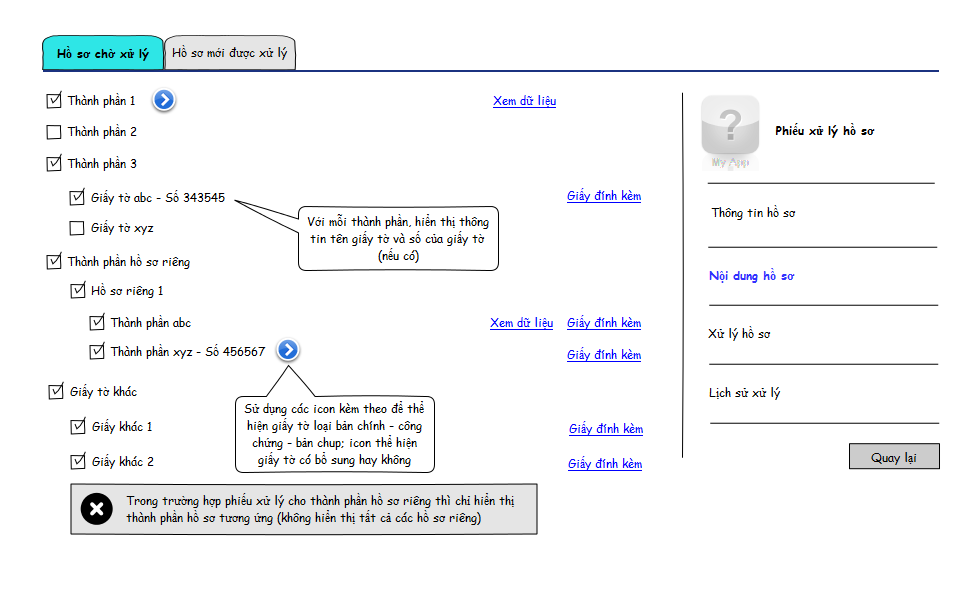 Hồ sơ chờ xử lý
Hồ sơ mới được xử lý
Thành phần 1
Xem dữ liệu
Thành phần 2
Thành phần 3
Giấy tờ abc - Số 343545
Giấy đính kèm
Giấy tờ xyz
Với mỗi thành phần, hiển thị thông
tin tên giấy tờ và số của giấy tờ
(nếu có)
Thành phần hồ sơ riêng
Hồ sơ riêng 1
Thành phần abc
Xem dữ liệu
Giấy đính kèm
Thành phần xyz - Số 456567
Giấy đính kèm
Giấy tờ khác
Sử dụng các icon kèm theo để thể
hiện giấy tờ loại bản chính - công
chứng - bản chụp; icon thể hiện
giấy tờ có bổ sung hay không
Giấy khác 1
Giấy đính kèm
Giấy khác 2
Giấy đính kèm
Trong trường hợp phiếu xử lý cho thành phần hồ sơ riêng thì chỉ hiển thị
thành phần hồ sơ tương ứng (không hiển thị tất cả các hồ sơ riêng)
?
My App
Phiếu xử lý hồ sơ
Thông tin hồ sơ
Nội dung hồ sơ
Xử lý hồ sơ
Lịch sử xử lý
Quay lại